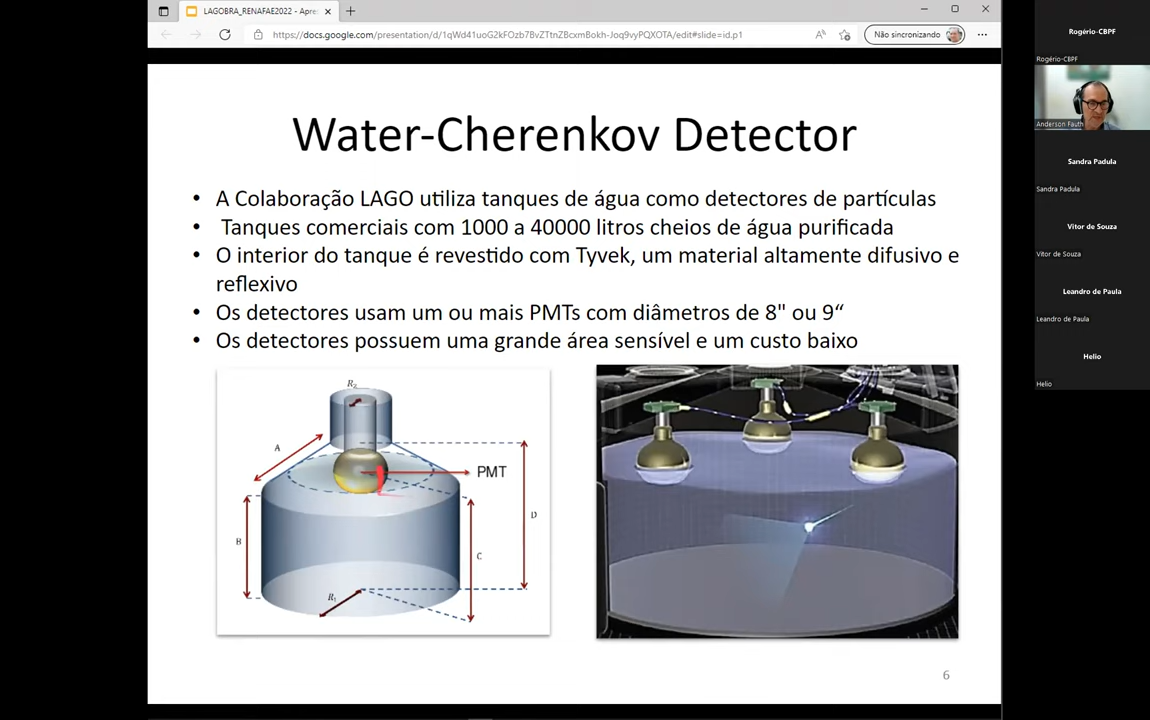 LAGOBRA_RENAFAE2022 - Apre
https://docs.google.com/presentation/d/1qWd41uoG2kFOzb7BvZTtnZBcxmBokh-Joq9vyPQXOTA/edit#slide=id.p1
Não sincronizando
Water-Cherenkov Detector
• A Colaboração LAGO utiliza tanques de água como detectores de partículas
• Tanques comerciais com 1000 a 40000 litros cheios de água purificada
• O interior do tanque é revestido com Tyvek, um material altamente difusivo e
reflexivo
• Os detectores usam um ou mais PMTs com diâmetros de 8" ou 9“
• Os detectores possuem uma grande área sensível e um custo baixo
R₂
A
PMT
D
B
C
R₁
6
Rogério-CBPF
Rogério-CBPF
Anderson Fauth
Sandra Padula
Sandra Padula
Vitor de Souza
Vitor de Souza
Leandro de Paula
Leandro de Paula
Helio
Helio